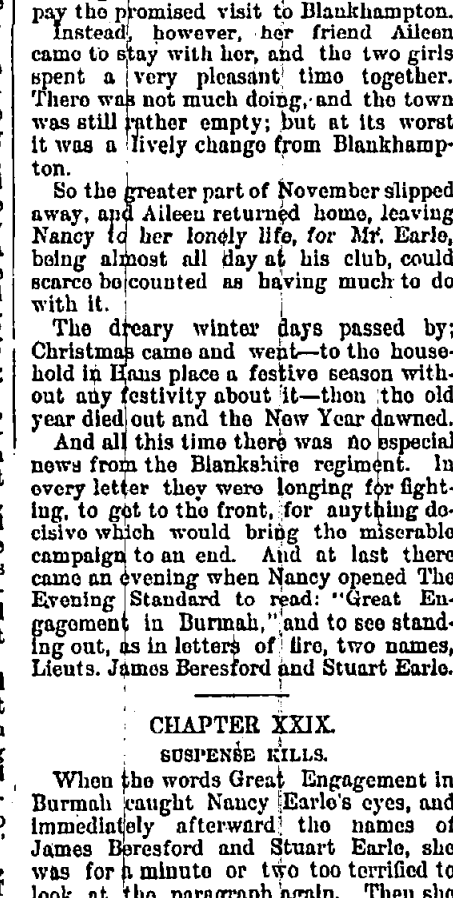 pay the promised visit to Blankhampton.
Instead, however, her friend Aileen
came to stay with her, and the two girls
spent a very pleasant time together.
There was not much doing, and the town
was still rather empty; but at its worst
it was a lively change from Blankhamp-
ton.
So the greater part of November slipped
away, and Aileen returned home, leaving
Nancy to her lonely life, for Mr. Earle,
being almost all day at his club, could
scarce be counted as having much to do
with it.
The dreary winter days passed by;
Christmas came and went—to the house-
hold in Hans place a festive season with-
out any festivity about it—then the old
year died out and the New Year dawned.
And all this time there was no especial
news from the Blankshire regiment. In
every letter they were longing for fight-
ing, to get to the front, for anything de-
cisive which would bring the miserable
campaign to an end. And at last there
came an evening when Nancy opened The
Evening Standard to read: "Great En-
gagement in Burmah," and to see stand-
ing out, as in letters of fire, two names,
Lieuts. James Beresford and Stuart Earle.
CHAPTER XXIX.
SUSPENSE KILLS.
When the words Great Engagement in
Burmah caught Nancy Earle's eyes, and
immediately afterward the names of
James Beresford and Stuart Earle, she
was for a minute or two too terrified to
look at the paragraph again. Then she